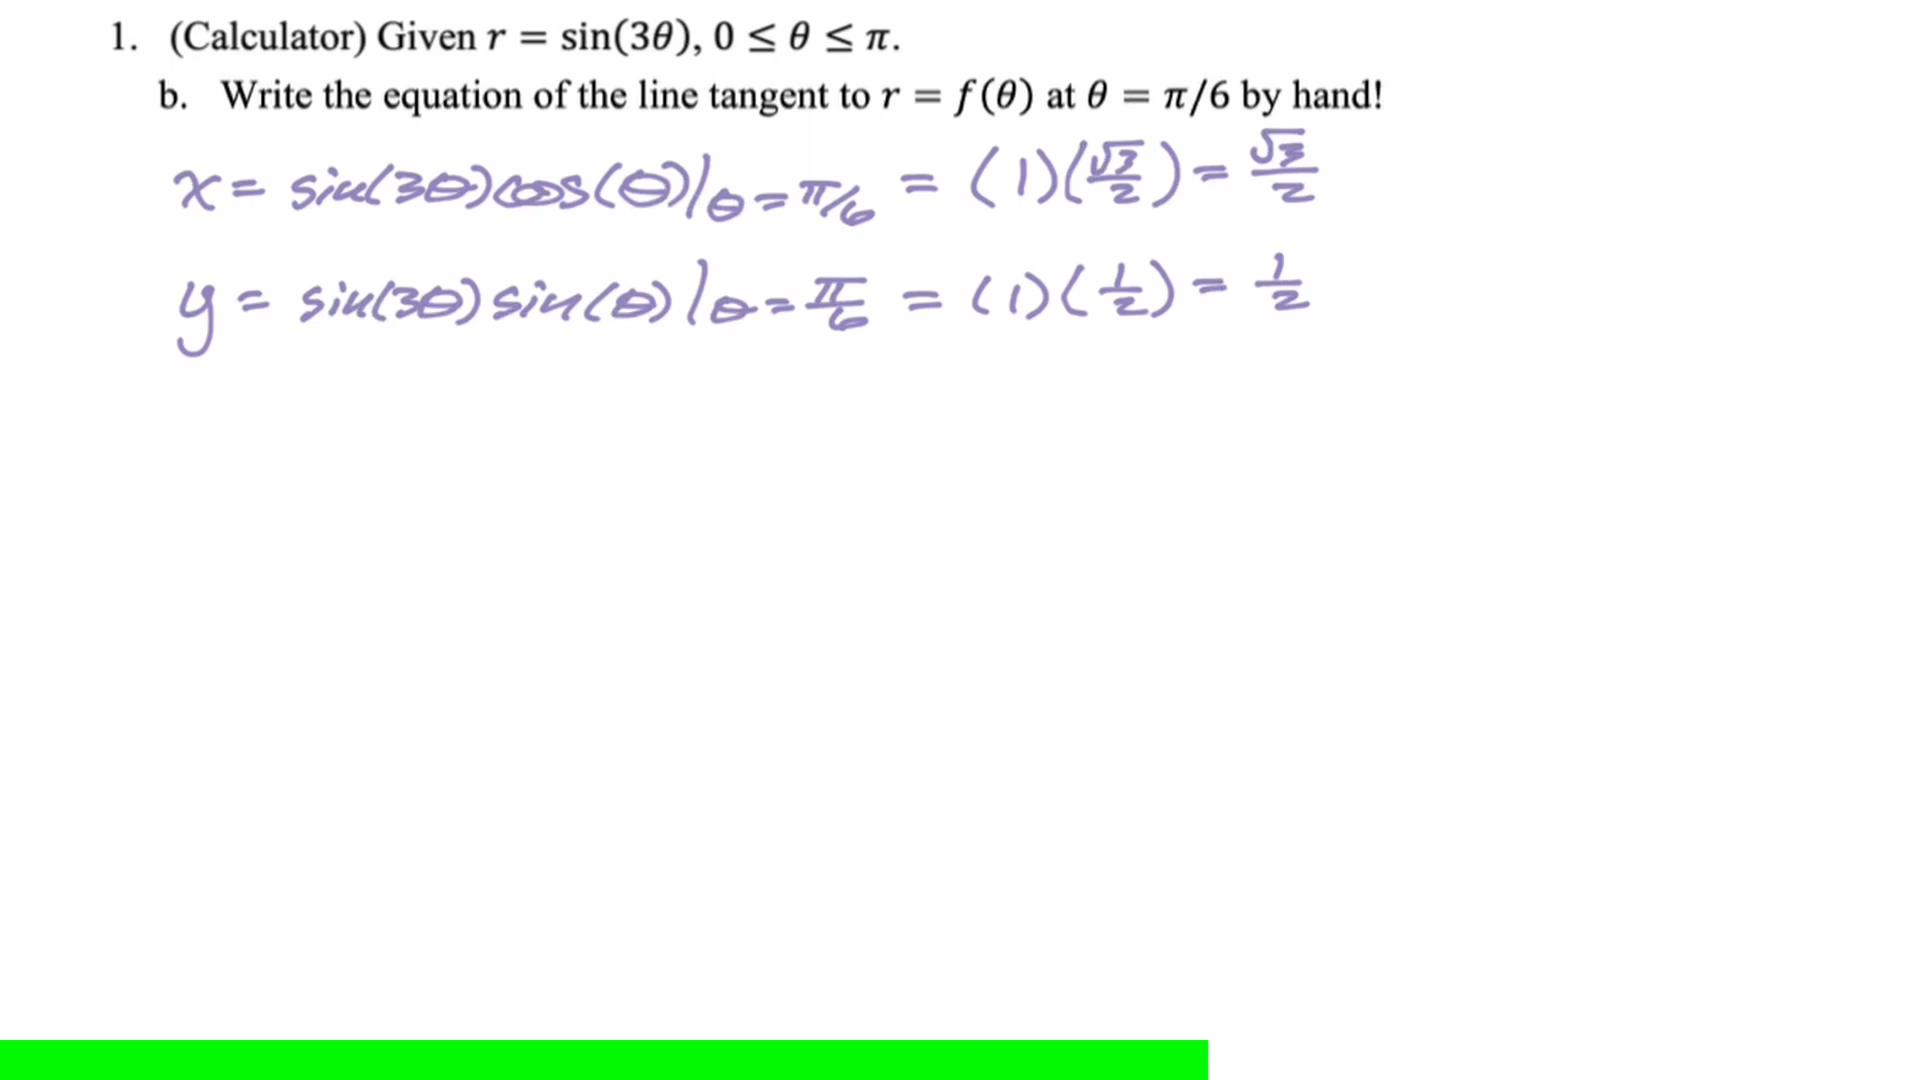 1. (Calculator) Given r = sin(3θ), 0 ≤ θ ≤ π.
b. Write the equation of the line tangent to r = f(θ) at θ = π/6 by hand!
x = sin(3θ)cos(θ)|θ=π/6 = (1)(√3/2) = √3/2
y = sin(3θ)sin(θ)|θ=π/6 = (1)(1/2) = 1/2